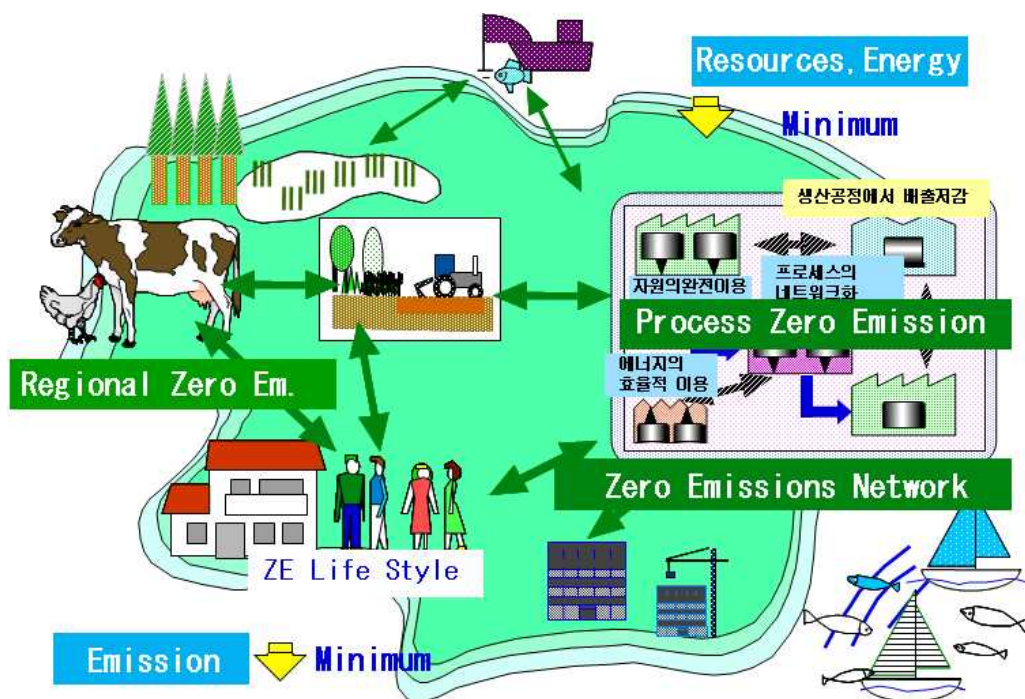 Resources, Energy
Minimum
생산공정에서 배출저감
자원의완전이용
프로세스의
네트워크화
Process Zero Emission
에너지의
효율적 이용
Regional Zero Em.
Zero Emissions Network
ZE Life Style
Emission
Minimum